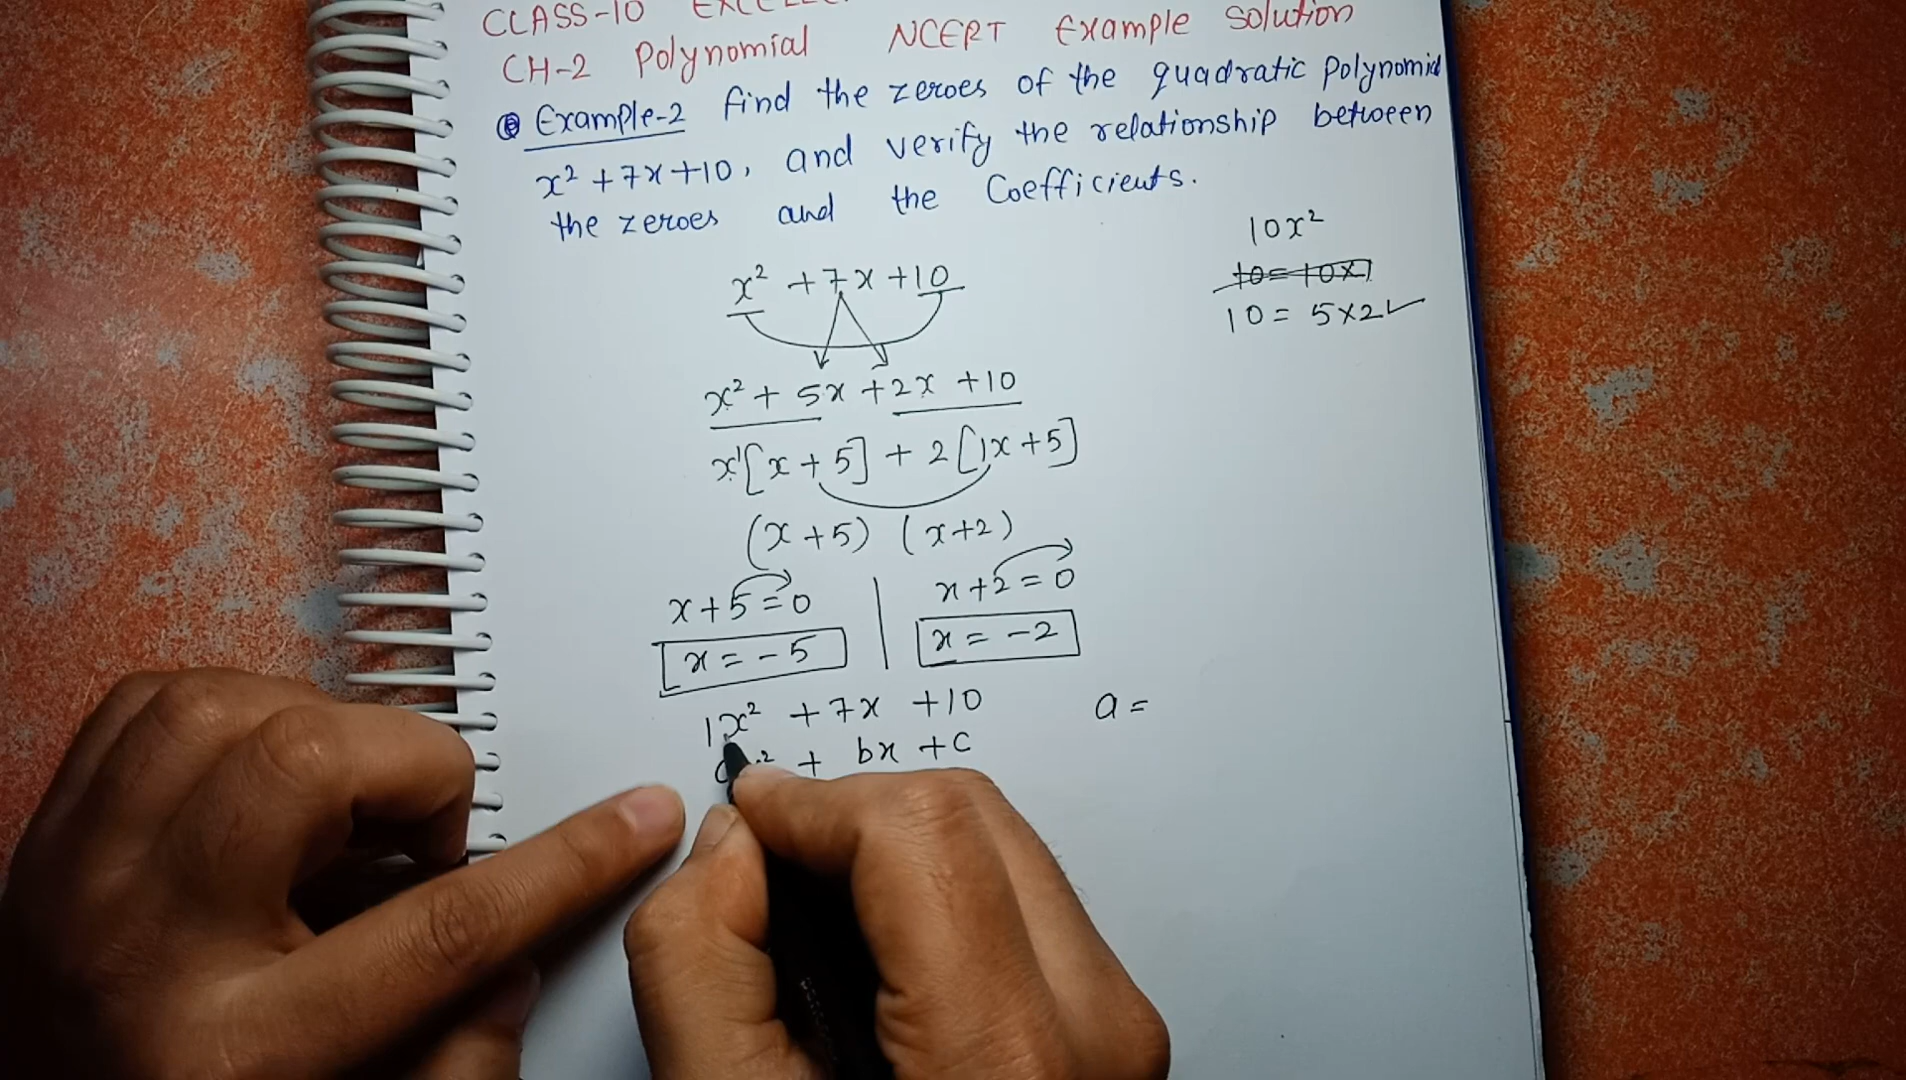 CLASS-10
CH-2 Polynomial NCERT Example Solution
Example-2 find the zeroes of the quadratic Polynomial
x² + 7x + 10, and verify the relationship between
the zeroes and the Coefficients.
10x²
x² + 7x + 10
10 = 10x1
10 = 5x2 ✓
x² + 5x + 2x + 10
x¹[x + 5] + 2[1x + 5]
(x + 5) (x + 2)
x + 5 = 0 x + 2 = 0
x = -5 x = -2
1x² + 7x + 10 a =
² + bx + c